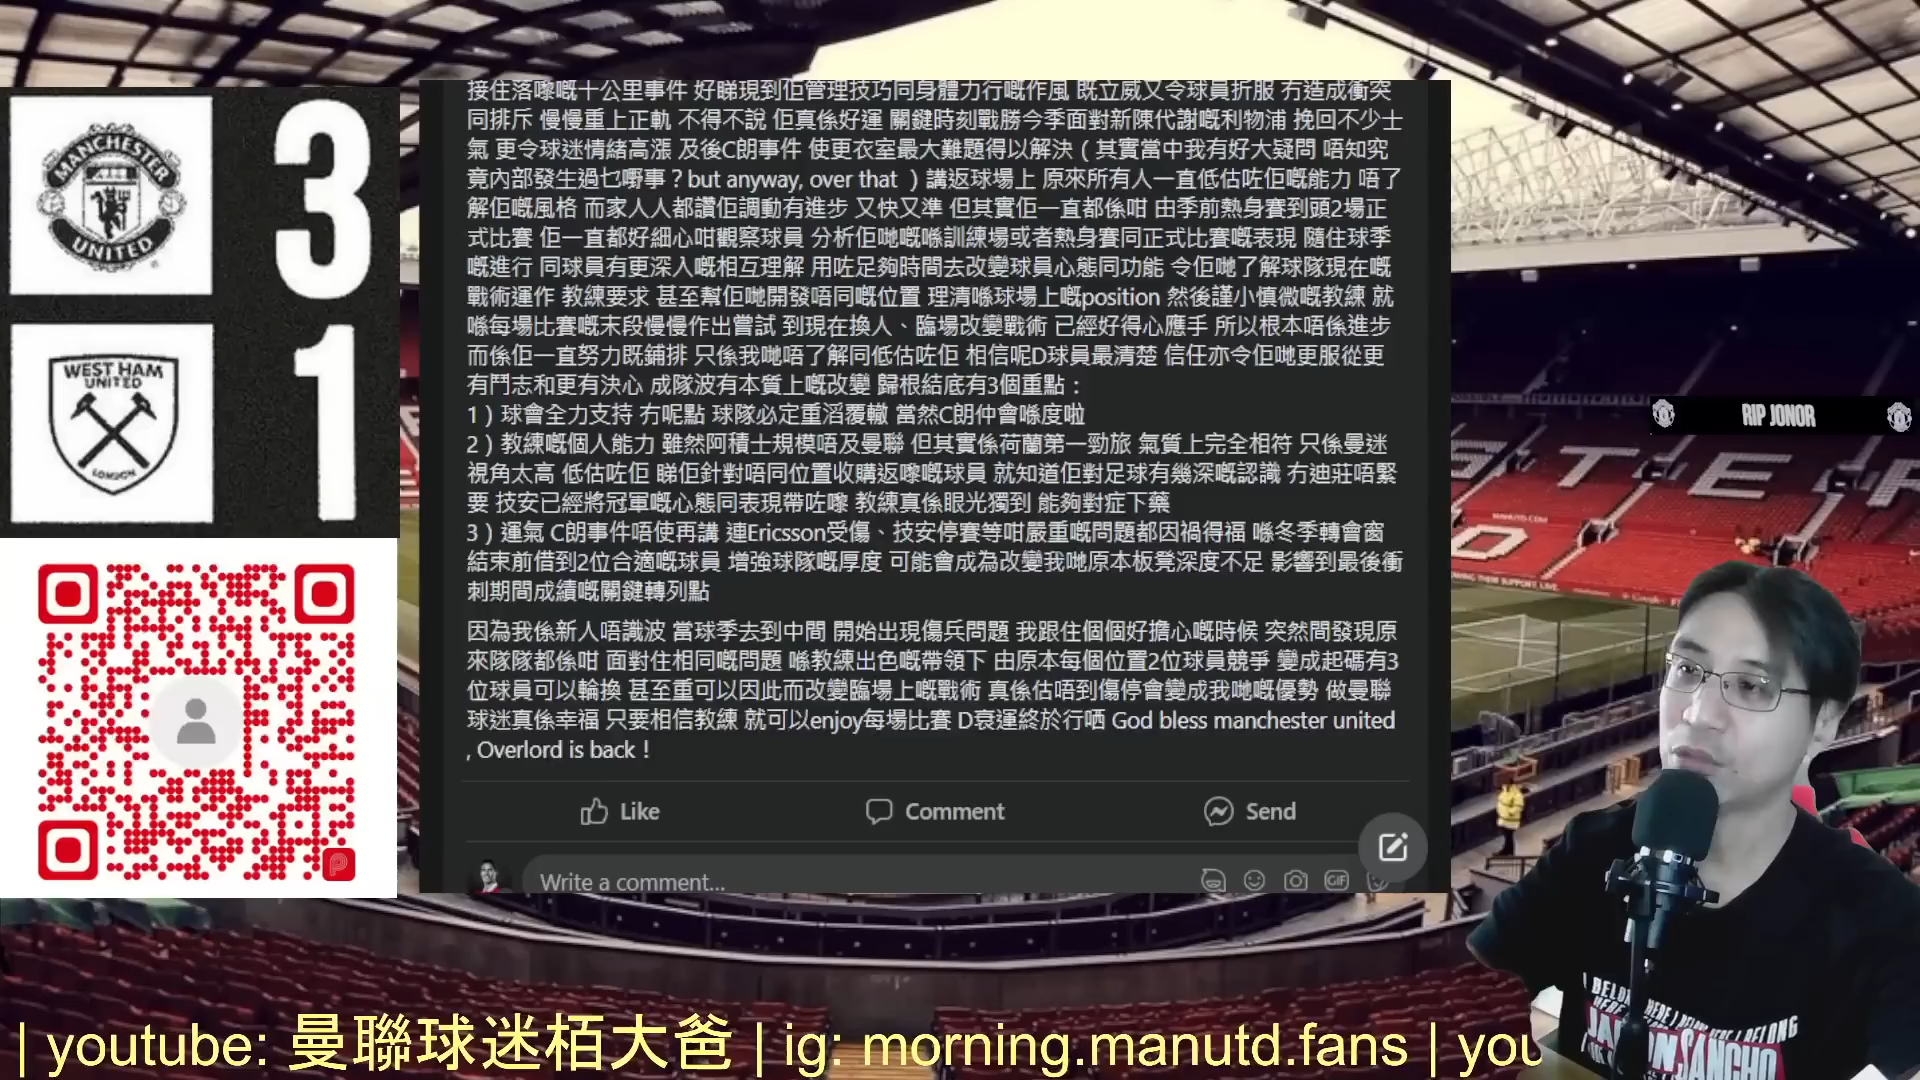 MANCHESTER
UNITED
3
WEST HAM
UNITED
LONDON
1
接住落嚟嘅十公里事件 好睇現到佢管理技巧同身體力行嘅作風 既立威又令球員折服 冇造成衝突
同排斥 慢慢重上正軌 不得不說 佢真係好運 關鍵時刻戰勝今季面對新陳代謝嘅利物浦 挽回不少士
氣 更令球迷情緒高漲 及後C朗事件 使更衣室最大難題得以解決（其實當中我有好大疑問 唔知究
竟內部發生過乜嘢事？but anyway, over that ）講返球場上 原來所有人一直低估咗佢嘅能力 唔了
解佢嘅風格 而家人人都讚佢調動有進步 又快又準 但其實佢一直都係咁 由季前熱身賽到頭2場正
式比賽 佢一直都好細心咁觀察球員 分析佢哋嘅喺訓練場或者熱身賽同正式比賽嘅表現 隨住球季
嘅進行 同球員有更深入嘅相互理解 用咗足夠時間去改變球員心態同功能 令佢哋了解球隊現在嘅
戰術運作 教練要求 甚至幫佢哋開發唔同嘅位置 理清喺球場上嘅position 然後謹小慎微嘅教練 就
喺每場比賽嘅末段慢慢作出嘗試 到現在換人、臨場改變戰術 已經好得心應手 所以根本唔係進步
而係佢一直努力既鋪排 只係我哋唔了解同低估咗佢 相信呢D球員最清楚 信任亦令佢哋更服從更
有鬥志和更有決心 成隊波有本質上嘅改變 歸根結底有3個重點：
1）球會全力支持 冇呢點 球隊必定重滔覆轍 當然C朗仲會喺度啦
2）教練嘅個人能力 雖然阿積士規模唔及曼聯 但其實係荷蘭第一勁旅 氣質上完全相符 只係曼迷
視角太高 低估咗佢 睇佢針對唔同位置收購返嚟嘅球員 就知道佢對足球有幾深嘅認識 冇迪莊唔緊
要 技安已經將冠軍嘅心態同表現帶咗嚟 教練真係眼光獨到 能夠對症下藥
3）運氣 C朗事件唔使再講 連Ericsson受傷、技安停賽等咁嚴重嘅問題都因禍得福 喺冬季轉會窗
結束前借到2位合適嘅球員 增強球隊嘅厚度 可能會成為改變我哋原本板凳深度不足 影響到最後衝
刺期間成績嘅關鍵轉列點
因為我係新人唔識波 當球季去到中間 開始出現傷兵問題 我跟住個個好擔心嘅時候 突然間發現原
來隊隊都係咁 面對住相同嘅問題 喺教練出色嘅帶領下 由原本每個位置2位球員競爭 變成起碼有3
位球員可以輪換 甚至重可以因此而改變臨場上嘅戰術 真係估唔到傷停會變成我哋嘅優勢 做曼聯
球迷真係幸福 只要相信教練 就可以enjoy每場比賽 D衰運終於行哂 God bless manchester united
, Overlord is back！
Like
Comment
Send
Write a comment...
GIF
RIP JONOR
STER
| youtube: 曼聯球迷栢大爸 | ig: morning.manutd.fans | you